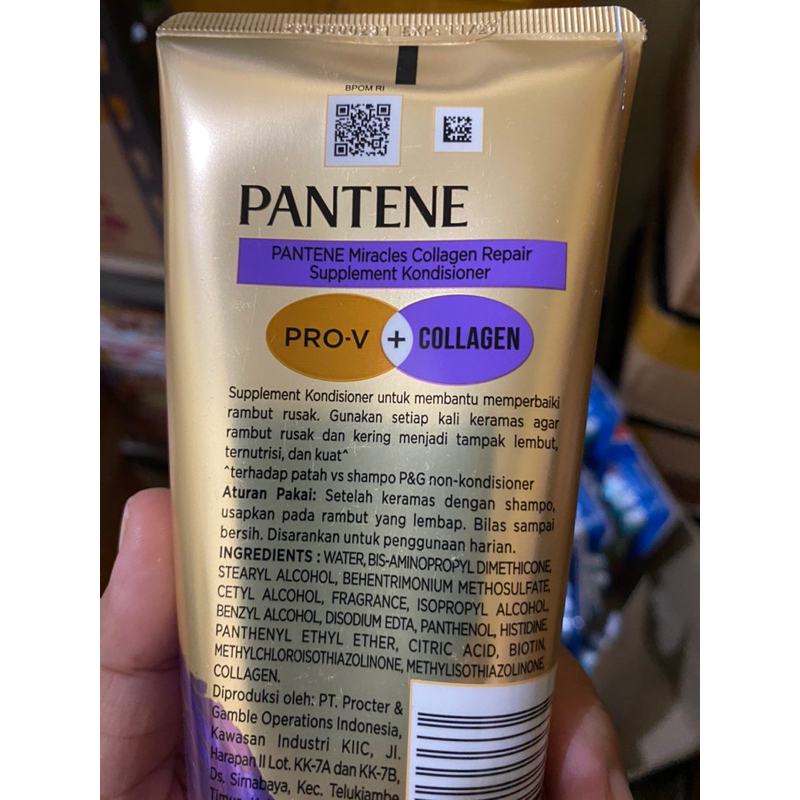 BPOM RI
PANTENE
PANTENE Miracles Collagen Repair
Supplement Kondisioner
PRO-V + COLLAGEN
Supplement Kondisioner untuk membantu memperbaiki
rambut rusak. Gunakan setiap kali keramas agar
rambut rusak dan kering menjadi tampak lembut,
ternutrisi, dan kuat^
^terhadap patah vs shampo P&G non-kondisioner
Aturan Pakai: Setelah keramas dengan shampo,
usapkan pada rambut yang lembap. Bilas sampai
bersih. Disarankan untuk penggunaan harian.
INGREDIENTS : WATER, BIS-AMINOPROPYL DIMETHICONE,
STEARYL ALCOHOL, BEHENTRIMONIUM METHOSULFATE,
CETYL ALCOHOL, FRAGRANCE, ISOPROPYL ALCOHOL,
BENZYL ALCOHOL, DISODIUM EDTA, PANTHENOL, HISTIDINE,
PANTHENYL ETHYL ETHER, CITRIC ACID, BIOTIN,
METHYLCHLOROISOTHIAZOLINONE, METHYLISOTHIAZOLINONE,
COLLAGEN.
Diproduksi oleh: PT. Procter &
Gamble Operations Indonesia,
Kawasan Industri KIIC, Jl.
Harapan II Lot. KK-7A dan KK-7B,
Ds. Sirnabaya, Kec. Telukjambe